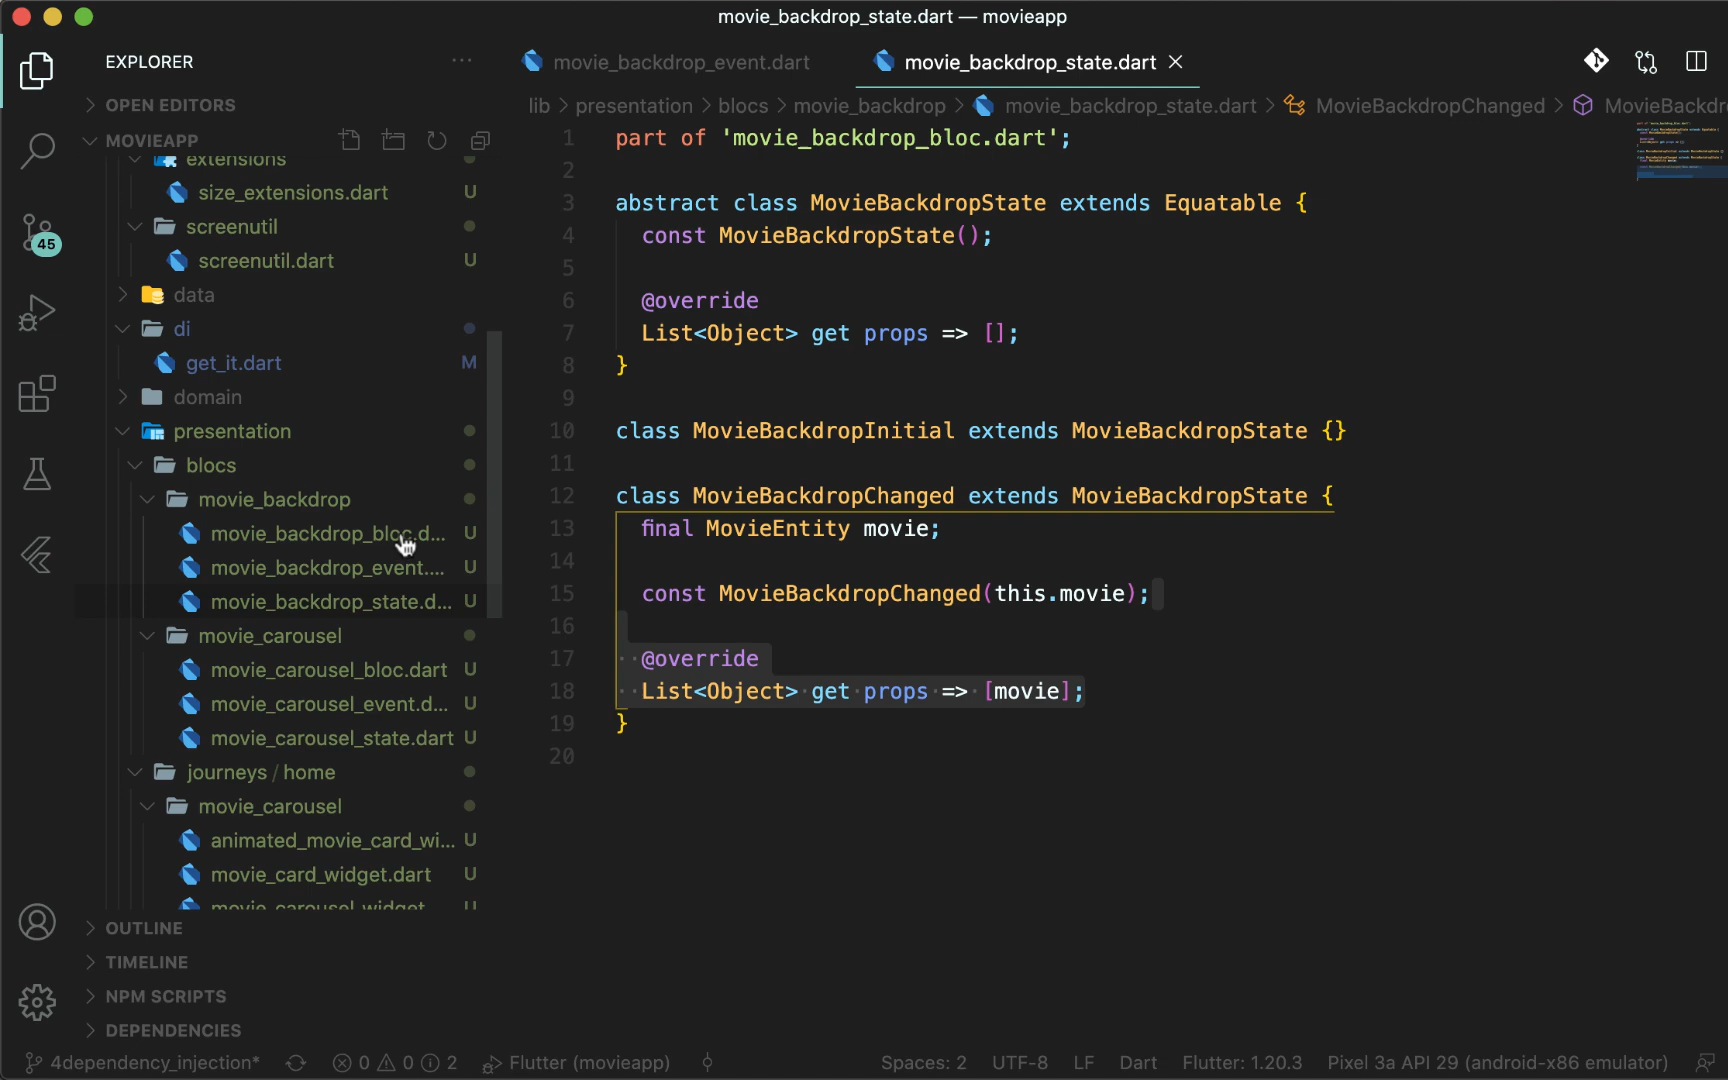 movie_backdrop_state.dart — movieapp
EXPLORER
movie_backdrop_event.dart
movie_backdrop_state.dart
OPEN EDITORS
lib > presentation > blocs > movie_backdrop > movie_backdrop_state.dart > MovieBackdropChanged > MovieBackdr
MOVIEAPP
extensions
size_extensions.dart U
screenutil
screenutil.dart U
data
di
get_it.dart M
domain
presentation
blocs
movie_backdrop
movie_backdrop_bloc.d... U
movie_backdrop_event.... U
movie_backdrop_state.d... U
movie_carousel
movie_carousel_bloc.dart U
movie_carousel_event.d... U
movie_carousel_state.dart U
journeys / home
movie_carousel
animated_movie_card_wi... U
movie_card_widget.dart U
movie_carousel_widget U
OUTLINE
TIMELINE
NPM SCRIPTS
DEPENDENCIES
45
1 part of 'movie_backdrop_bloc.dart';
2
3 abstract class MovieBackdropState extends Equatable {
4 const MovieBackdropState();
5
6 @override
7 List<Object> get props => [];
8 }
9
10 class MovieBackdropInitial extends MovieBackdropState {}
11
12 class MovieBackdropChanged extends MovieBackdropState {
13 final MovieEntity movie;
14
15 const MovieBackdropChanged(this.movie);
16
17 @override
18 List<Object> get props => [movie];
19 }
20
4dependency_injection* 0 0 2 Flutter (movieapp) Spaces: 2 UTF-8 LF Dart Flutter: 1.20.3 Pixel 3a API 29 (android-x86 emulator)